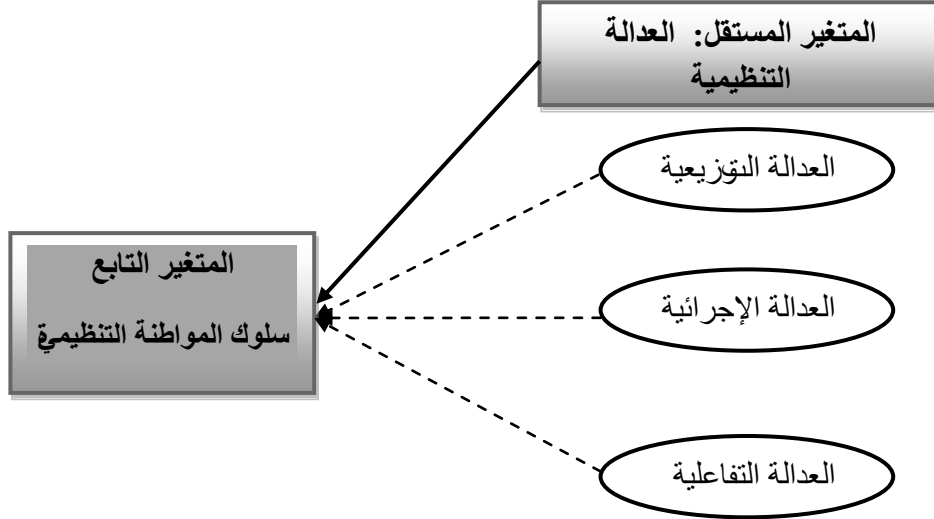 المتغير المستقل: العدالة
التنظيمية
العدالة التوزيعية
المتغير التابع
سلوك المواطنة التنظيمية
العدالة الإجرائية
العدالة التفاعلية